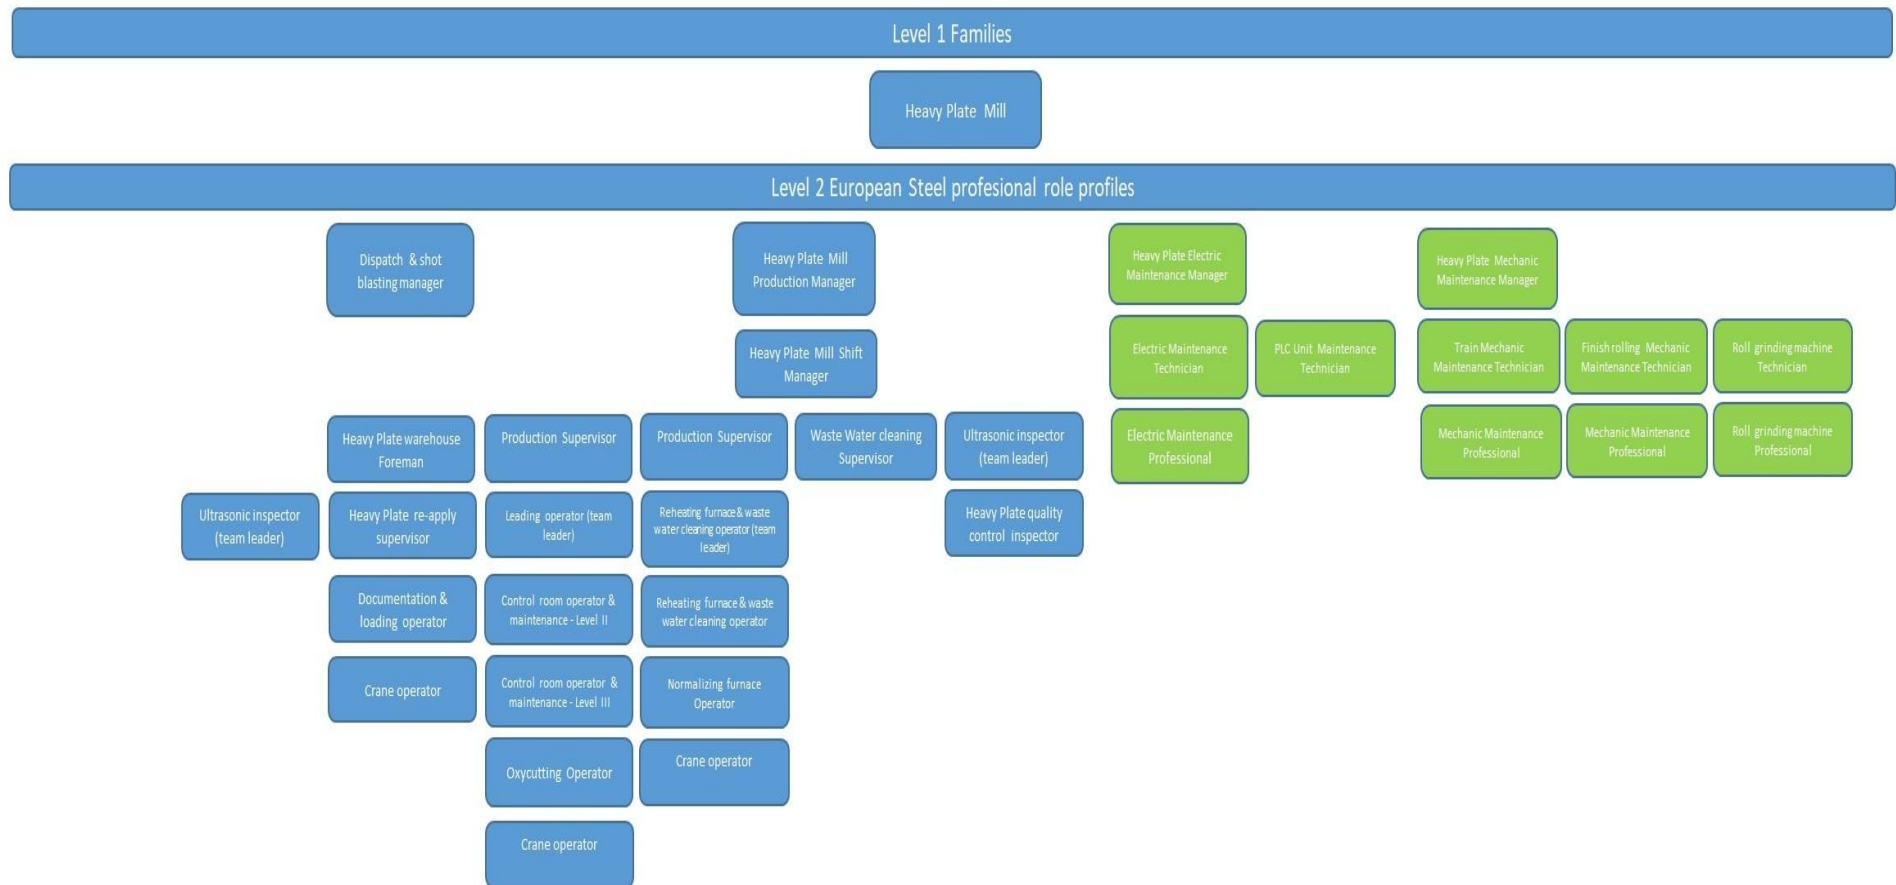 Level 1 Families
Heavy Plate Mill
Level 2 European Steel profesional role profiles
Dispatch & shot
blasting manager
Heavy Plate Mill
Production Manager
Heavy Plate Electric
Maintenance Manager
Heavy Plate Mechanic
Maintenance Manager
Heavy Plate Mill Shift
Manager
Electric Maintenance
Technician
PLC Unit Maintenance
Technician
Train Mechanic
Maintenance Technician
Finish rolling Mechanic
Maintenance Technician
Roll grinding machine
Technician
Heavy Plate warehouse
Foreman
Production Supervisor
Production Supervisor
Waste Water cleaning
Supervisor
Ultrasonic inspector
(team leader)
Electric Maintenance
Professional
Mechanic Maintenance
Professional
Mechanic Maintenance
Professional
Roll grinding machine
Professional
Ultrasonic inspector
(team leader)
Heavy Plate re-apply
supervisor
Leading operator (team
leader)
Reheating furnace & waste
water cleaning operator (team
leader)
Heavy Plate quality
control inspector
Documentation &
loading operator
Control room operator &
maintenance - Level II
Reheating furnace & waste
water cleaning operator
Crane operator
Control room operator &
maintenance - Level III
Normalizing furnace
Operator
Oxycutting Operator
Crane operator
Crane operator